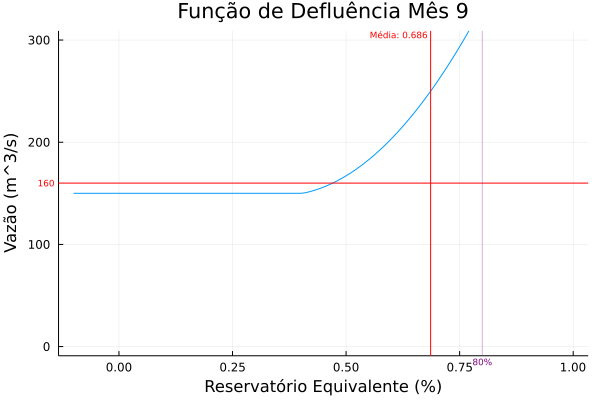 Função de Defluência Mês 9
Média: 0.686
300
200
160
100
0
Vazão (m^3/s)
0.00
0.25
0.50
0.75
80%
1.00
Reservatório Equivalente (%)